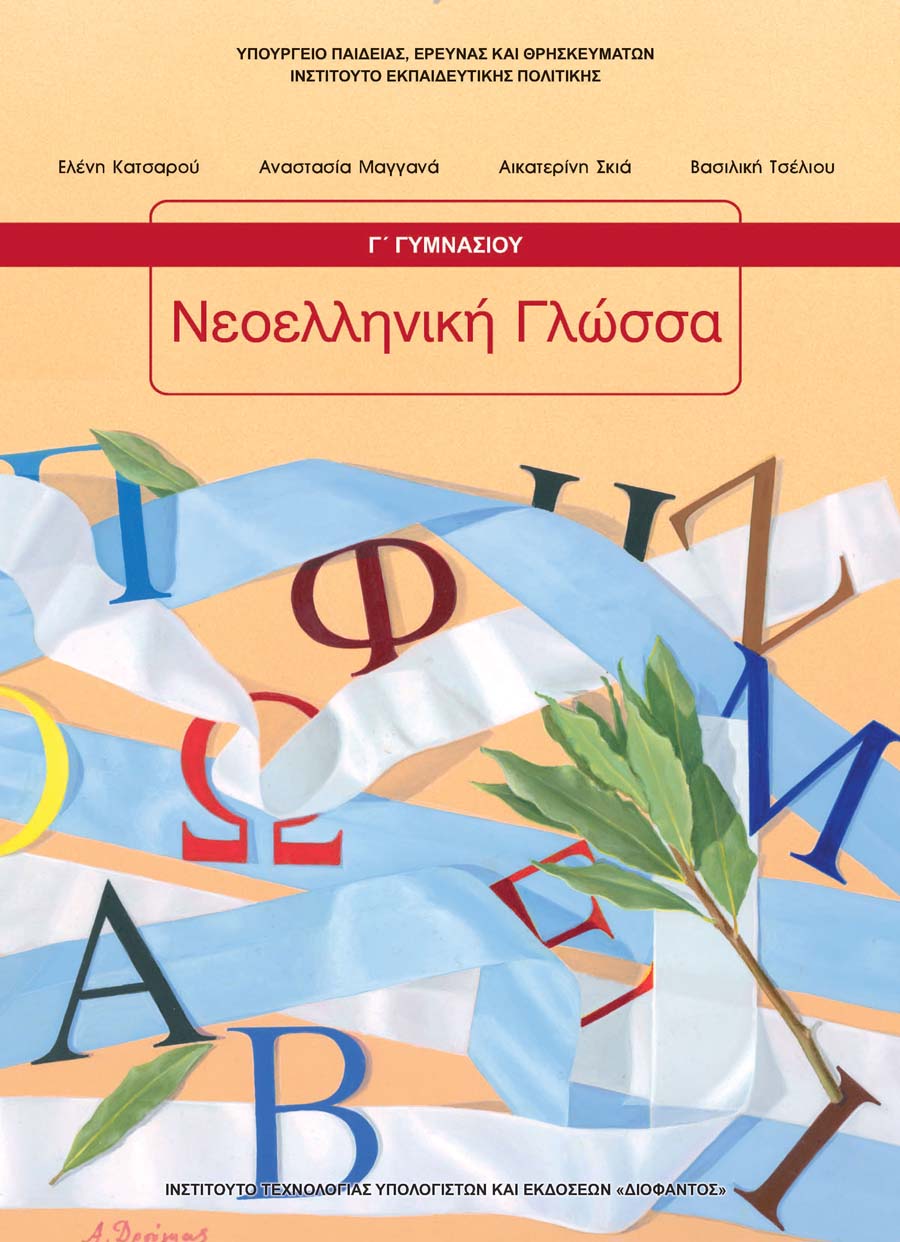 ΥΠΟΥΡΓΕΙΟ ΠΑΙΔΕΙΑΣ, ΕΡΕΥΝΑΣ ΚΑΙ ΘΡΗΣΚΕΥΜΑΤΩΝ
ΙΝΣΤΙΤΟΥΤΟ ΕΚΠΑΙΔΕΥΤΙΚΗΣ ΠΟΛΙΤΙΚΗΣ
Ελένη Κατσαρού Αναστασία Μαγγανά Αικατερίνη Σκιά Βασιλική Τσέλιου
Γ΄ ΓΥΜΝΑΣΙΟΥ
Νεοελληνική Γλώσσα
Φ
Ζ
Ω
Μ
Α
Β
Ι
ΙΝΣΤΙΤΟΥΤΟ ΤΕΧΝΟΛΟΓΙΑΣ ΥΠΟΛΟΓΙΣΤΩΝ ΚΑΙ ΕΚΔΟΣΕΩΝ «ΔΙΟΦΑΝΤΟΣ»